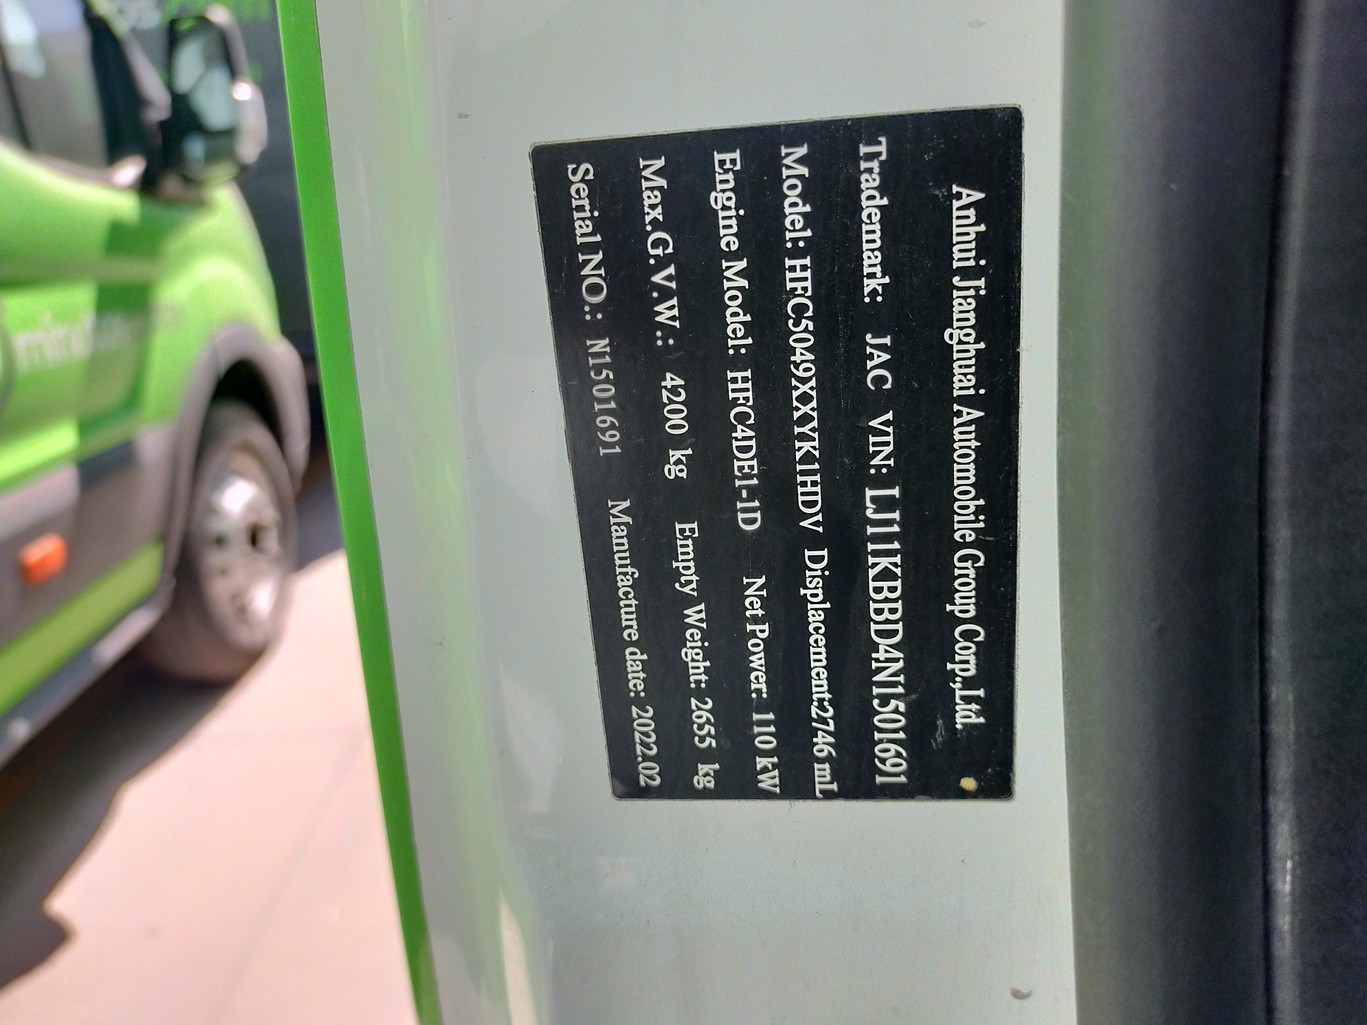 Anhui Jianghuai Automobile Group Corp.,Ltd.
Trademark: JAC VIN: LJ11KBBD4N1501691
Model: HFC5049XXYK1HDV Displacement:2746 mL
Engine Model: HFC4DE1-1D Net Power: 110 kW
Max.G.V.W.: 4200 kg Empty Weight: 2655 kg
Serial NO.: N1501691 Manufacture date: 2022.02